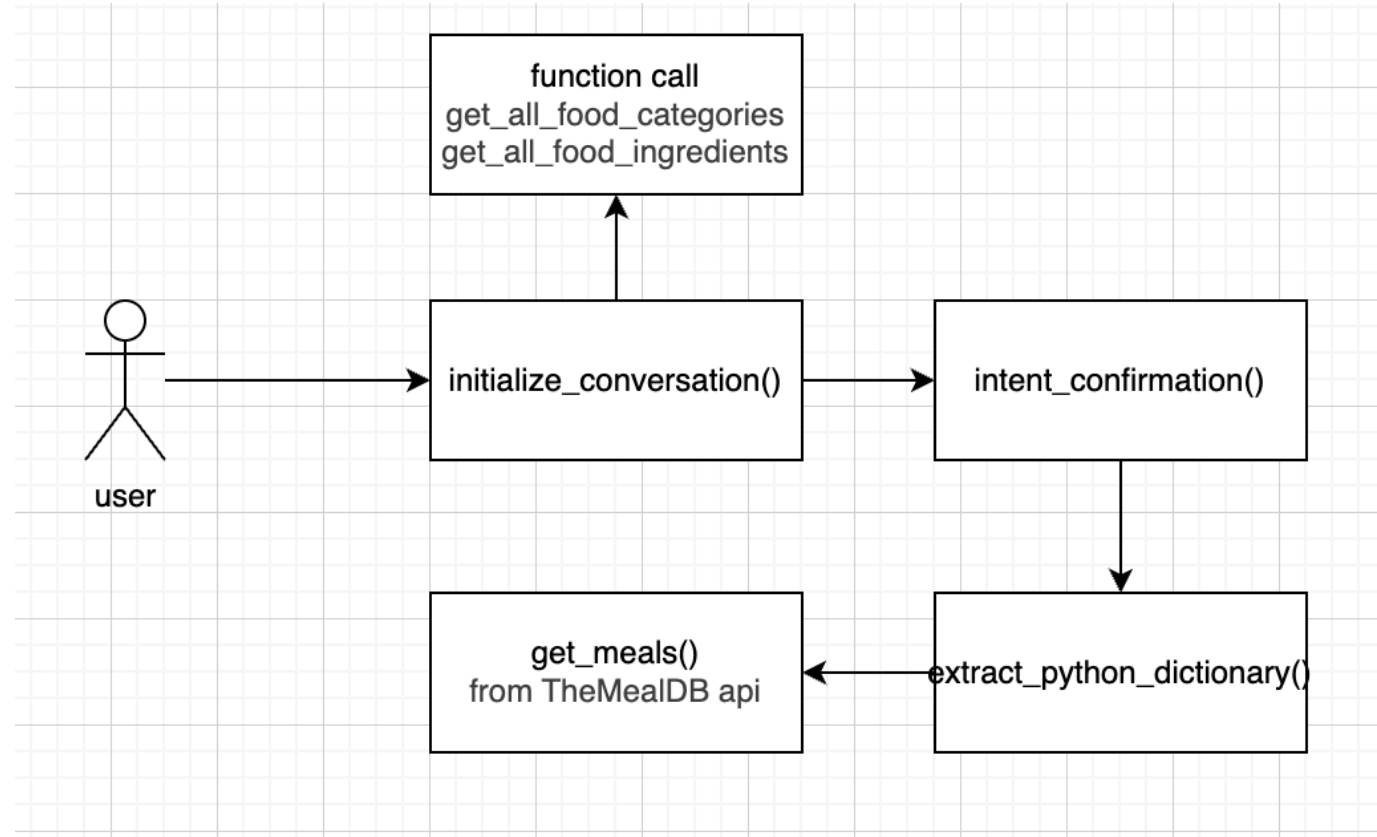 function call
get_all_food_categories
get_all_food_ingredients
initialize_conversation()
intent_confirmation()
user
get_meals()
from TheMealDB api
extract_python_dictionary()